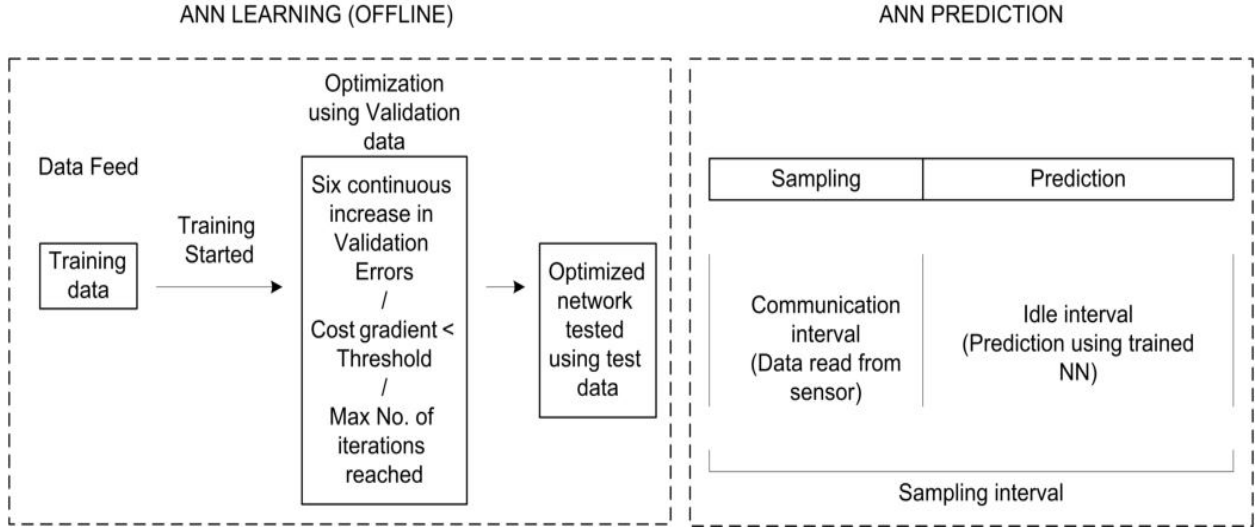 ANN LEARNING (OFFLINE)
Data Feed
Training
data
Training
Started
Optimization
using Validation
data
Six continuous
increase in
Validation
Errors
/
Cost gradient <
Threshold
/
Max No. of
iterations
reached
Optimized
network
tested
using test
data
ANN PREDICTION
Sampling
Prediction
Communication
interval
(Data read from
sensor)
Idle interval
(Prediction using trained
NN)
Sampling interval